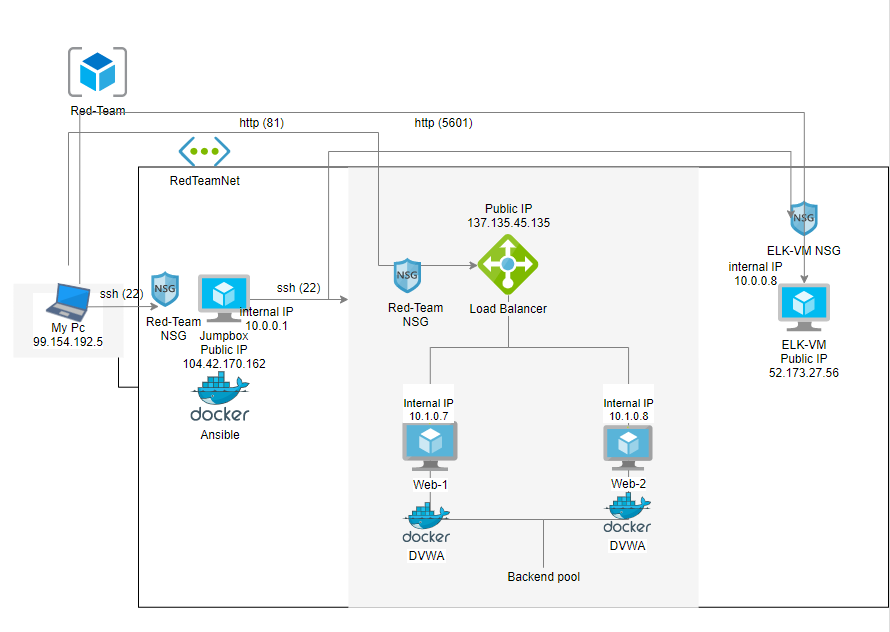 Red-Team
http (81)
http (5601)
RedTeamNet
Public IP
137.135.45.135
NSG
ELK-VM NSG
internal IP
10.0.0.8
NSG
NSG
ssh (22)
ssh (22)
internal IP
10.0.0.1
Red-Team
NSG
Red-Team
NSG
Load Balancer
My Pc
99.154.192.5
Jumpbox
Public IP
104.42.170.162
ELK-VM
Public IP
52.173.27.56
docker
Ansible
Internal IP
10.1.0.7
Internal IP
10.1.0.8
Web-1
Web-2
docker
DVWA
docker
DVWA
Backend pool